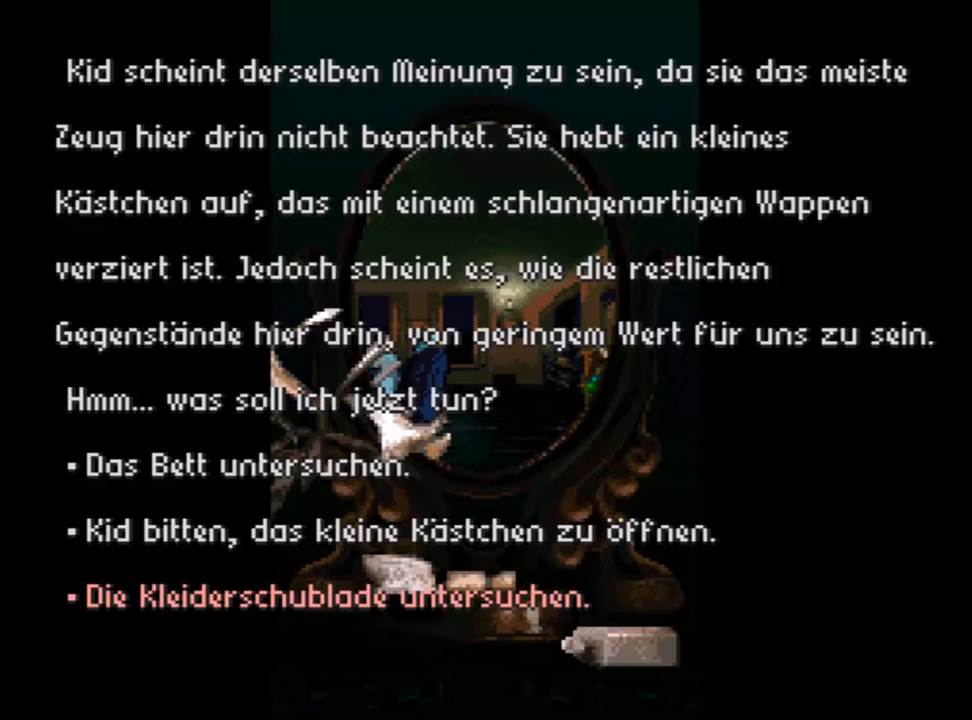 Kid scheint derselben Meinung zu sein, da sie das meiste
Zeug hier drin nicht beachtet. Sie hebt ein kleines
Kästchen auf, das mit einem schlangenartigen Wappen
verziert ist. Jedoch scheint es, wie die restlichen
Gegenstände hier drin, von geringem Wert für uns zu sein.
Hmm... was soll ich jetzt tun?
▪ Das Bett untersuchen.
▪ Kid bitten, das kleine Kästchen zu öffnen.
▪ Die Kleiderschublade untersuchen.